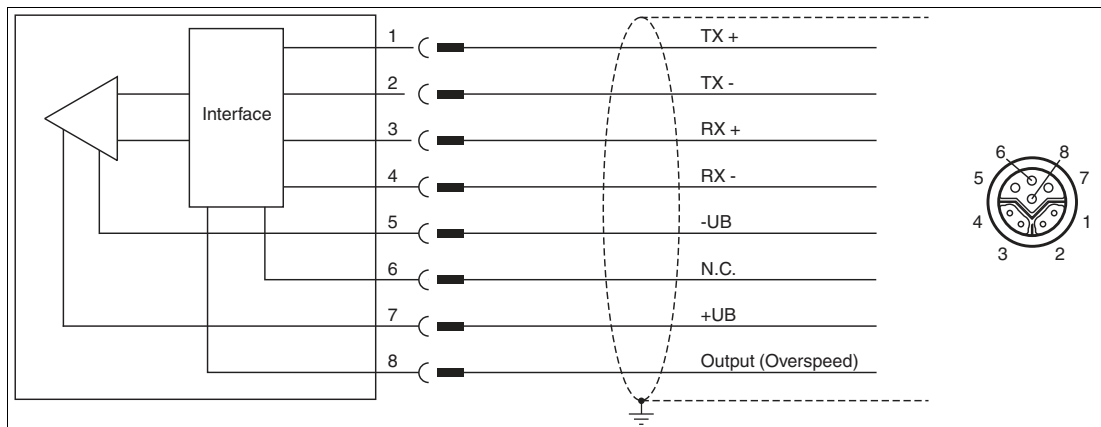 1 TX +
2 TX -
Interface
3 RX +
4 RX -
5 -UB
6 N.C.
7 +UB
8 Output (Overspeed)
6 8
5 7
4 1
3 2